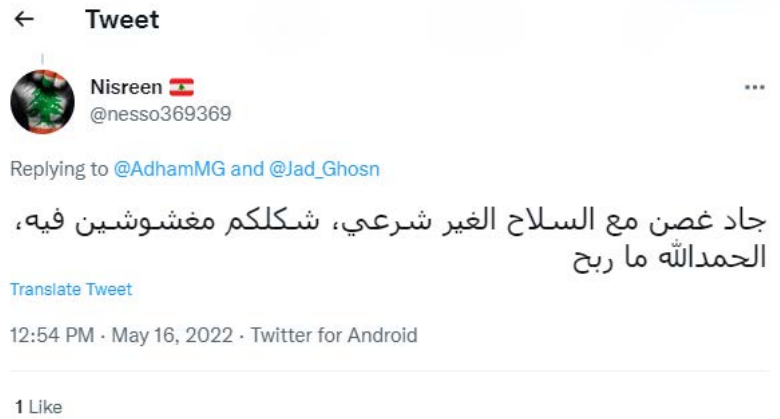 ← Tweet
Nisreen 🇱🇧
@nesso369369
Replying to @AdhamMG and @Jad_Ghosn
جاد غصن مع السلاح الغير شرعي، شكلكم مغشوشين فيه،
الحمدالله ما ربح
Translate Tweet
12:54 PM · May 16, 2022 · Twitter for Android
1 Like